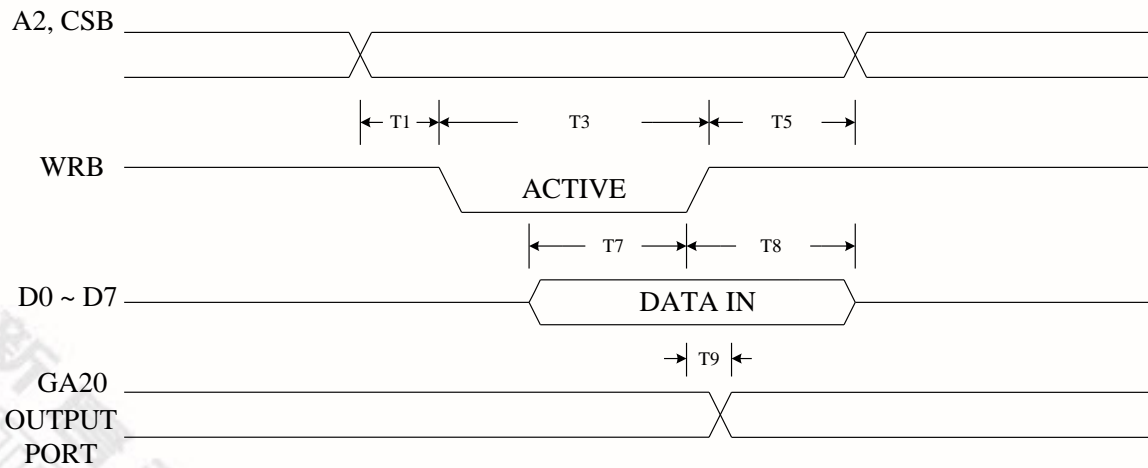 A2, CSB
T1
T3
T5
WRB
ACTIVE
T7
T8
D0 ~ D7
DATA IN
T9
GA20
OUTPUT
PORT